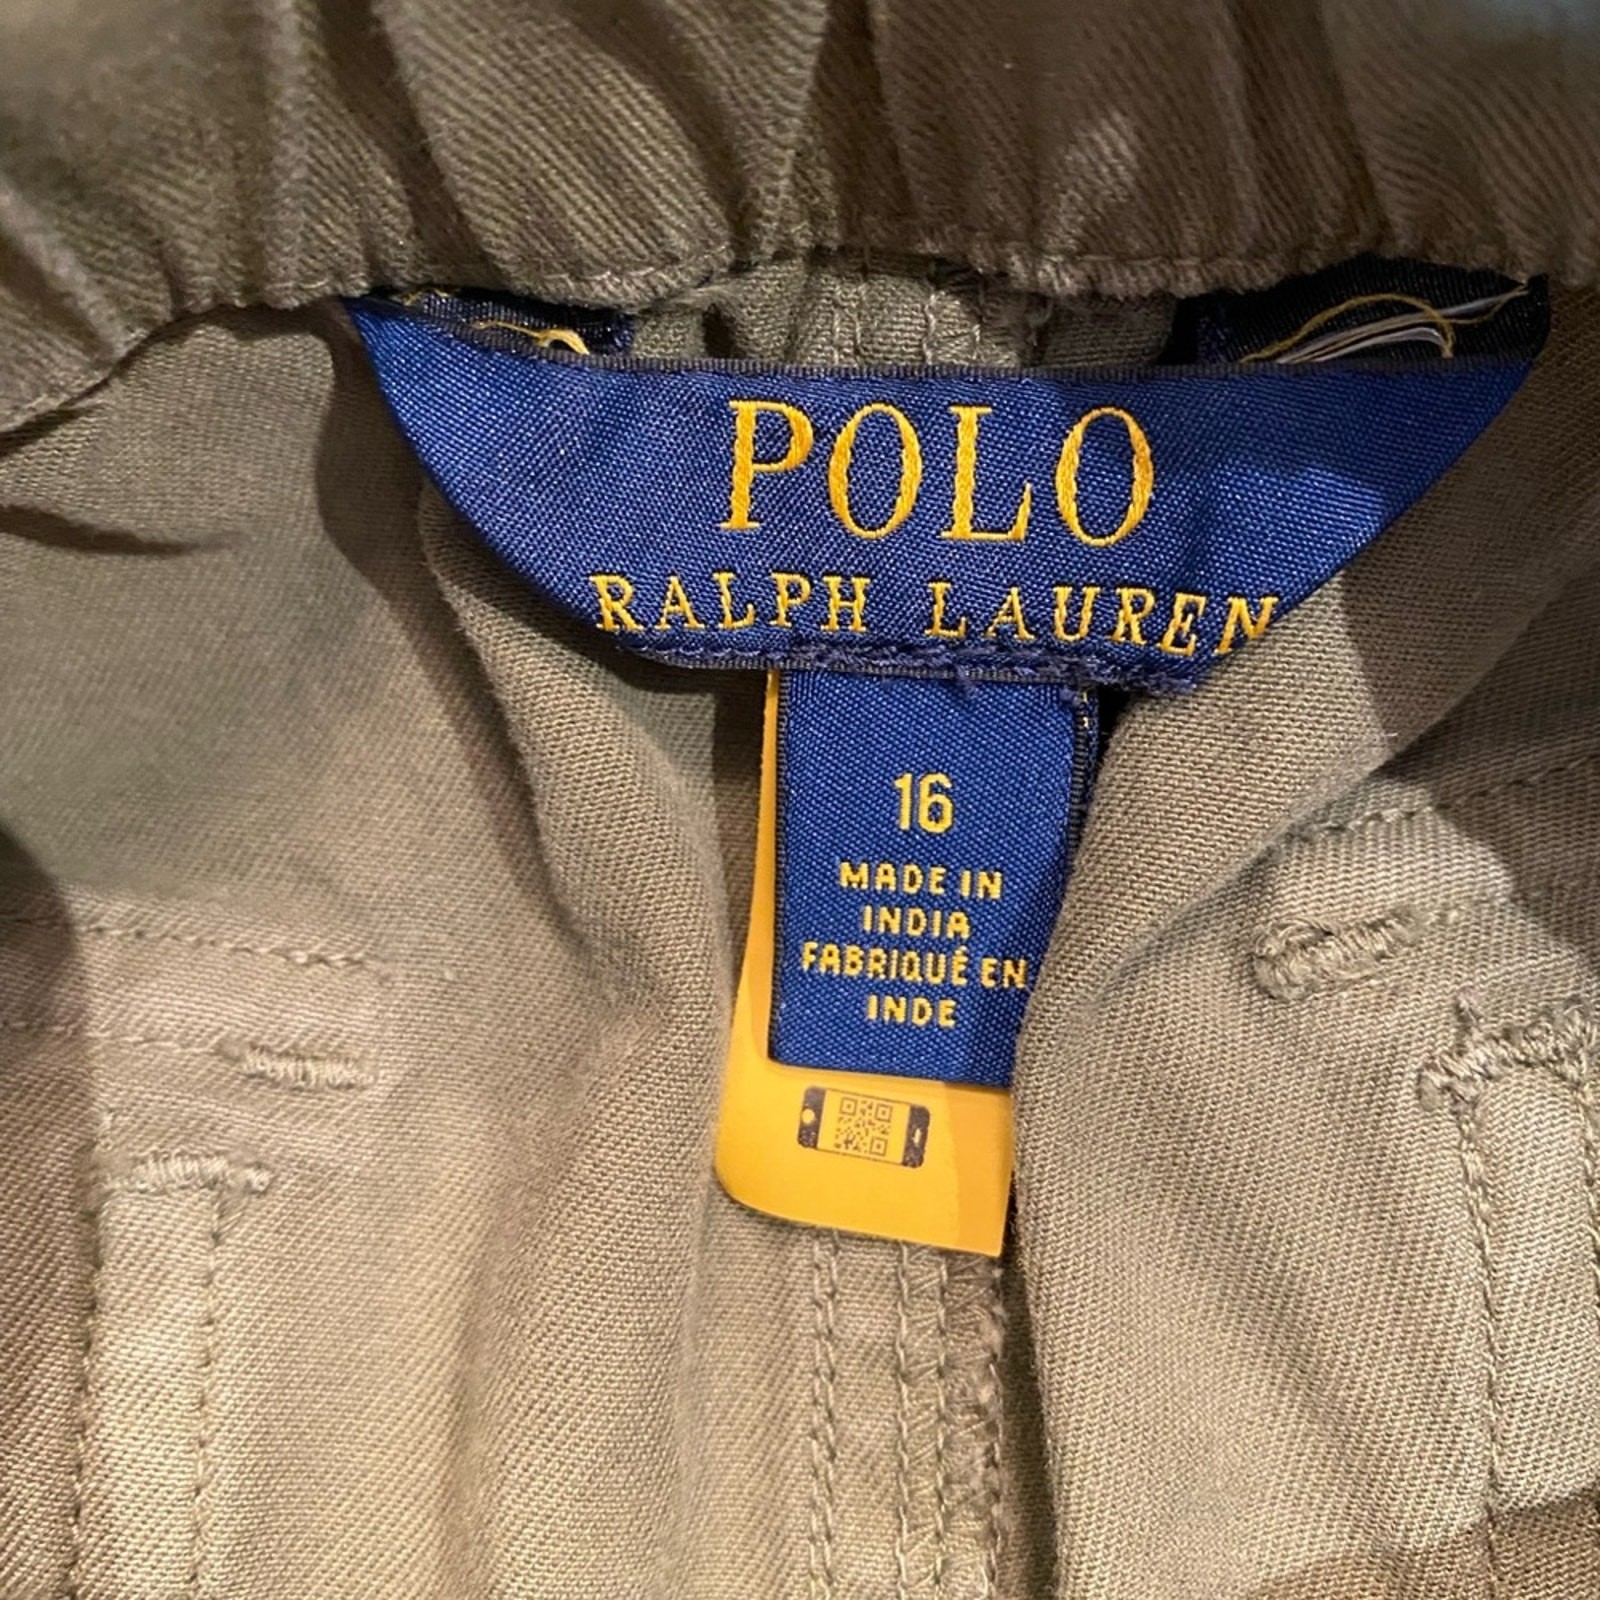 POLO
RALPH LAUREN
16
MADE IN
INDIA
FABRIQUÉ EN
INDE